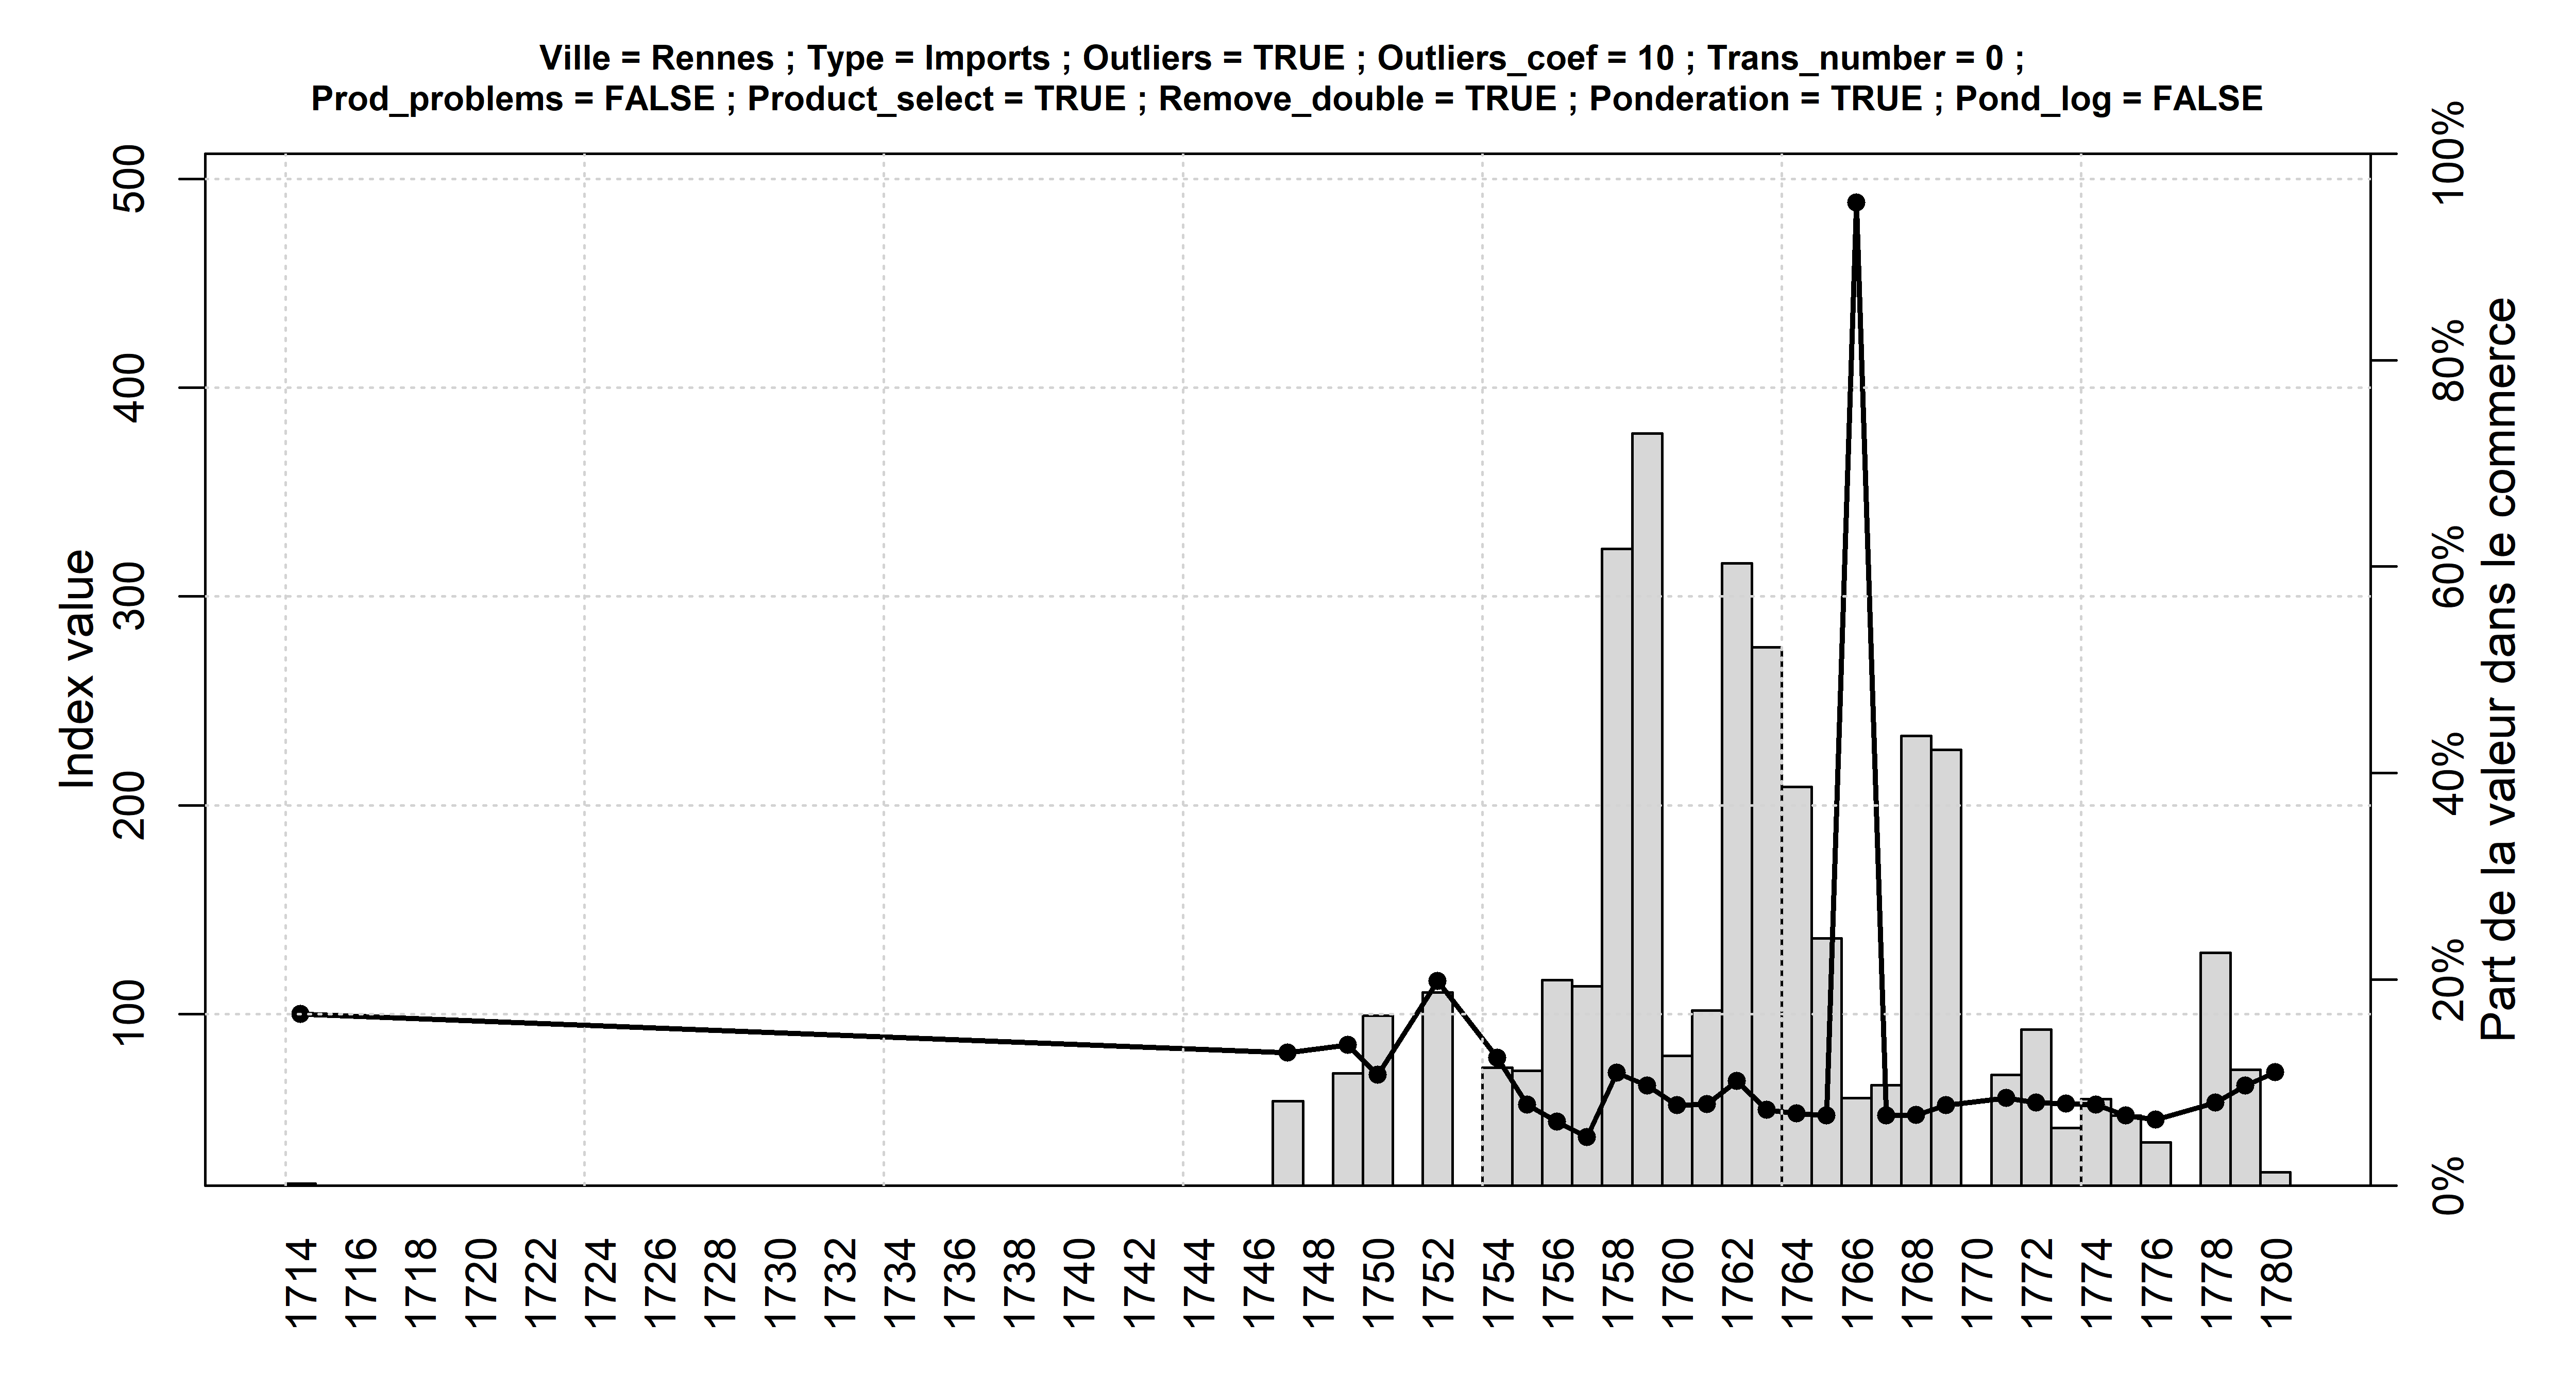 Ville = Rennes ; Type = Imports ; Outliers = TRUE ; Outliers_coef = 10 ; Trans_number = 0 ;
Prod_problems = FALSE ; Product_select = TRUE ; Remove_double = TRUE ; Ponderation = TRUE ; Pond_log = FALSE
Index value
500
400
300
200
100
100%
80%
60%
40%
20%
0%
Part de la valeur dans le commerce
1714 1716 1718 1720 1722 1724 1726 1728 1730 1732 1734 1736 1738 1740 1742 1744 1746 1748 1750 1752 1754 1756 1758 1760 1762 1764 1766 1768 1770 1772 1774 1776 1778 1780